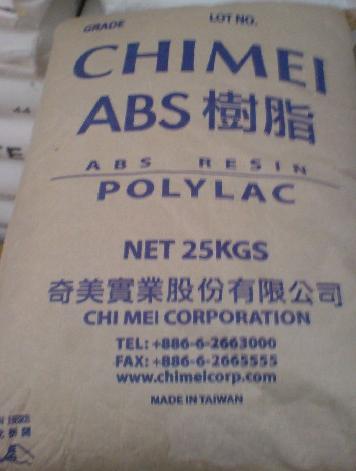 GRADE LOT NO.
CHIMEI
ABS 樹脂
ABS RESIN
POLYLAC
NET 25KGS
奇美實業股份有限公司
CHI MEI CORPORATION
TEL: +886-6-2663000
FAX: +886-6-2665555
www.chimeicorp.com
MADE IN TAIWAN